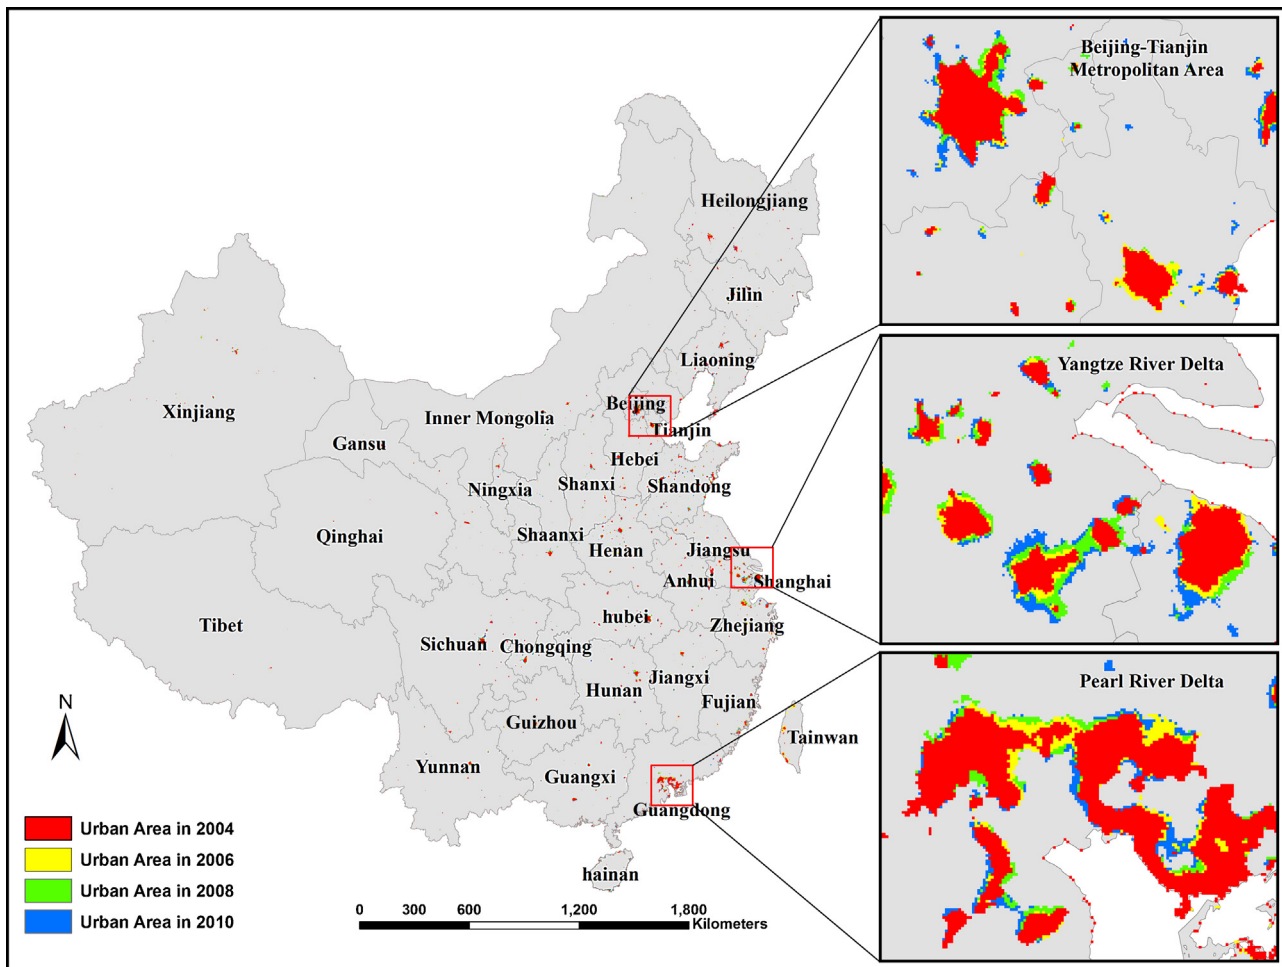 Beijing-Tianjin
Metropolitan Area
Yangtze River Delta
Pearl River Delta
Heilongjiang
Jilin
Liaoning
Xinjiang
Inner Mongolia
Beijing
Tianjin
Gansu
Hebei
Ningxia
Shanxi
Shandong
Qinghai
Shaanxi
Henan
Jiangsu
Anhui
Shanghai
Tibet
hubei
Zhejiang
Sichuan
Chongqing
Hunan
Jiangxi
Fujian
Guizhou
Tainwan
Yunnan
Guangxi
Guangdong
hainan
N
Urban Area in 2004
Urban Area in 2006
Urban Area in 2008
Urban Area in 2010
0 300 600 1,200 1,800
Kilometers